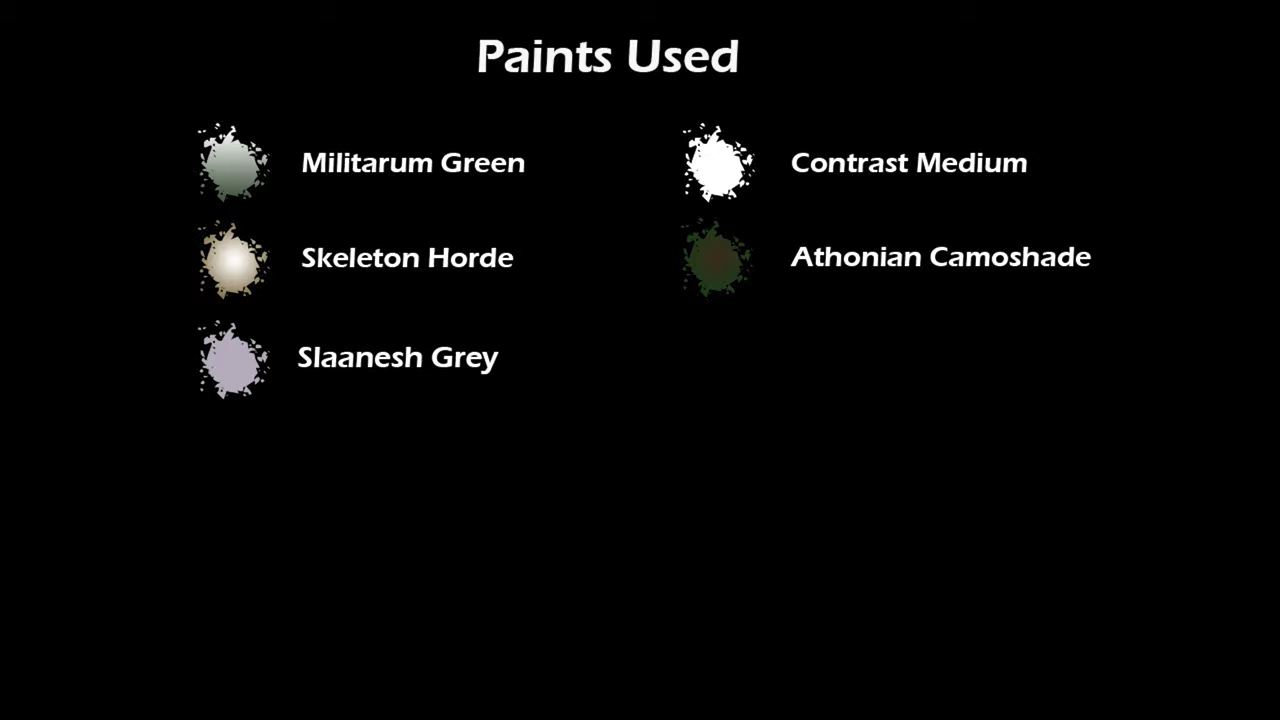 Paints Used
Militarum Green
Contrast Medium
Skeleton Horde
Athonian Camoshade
Slaanesh Grey